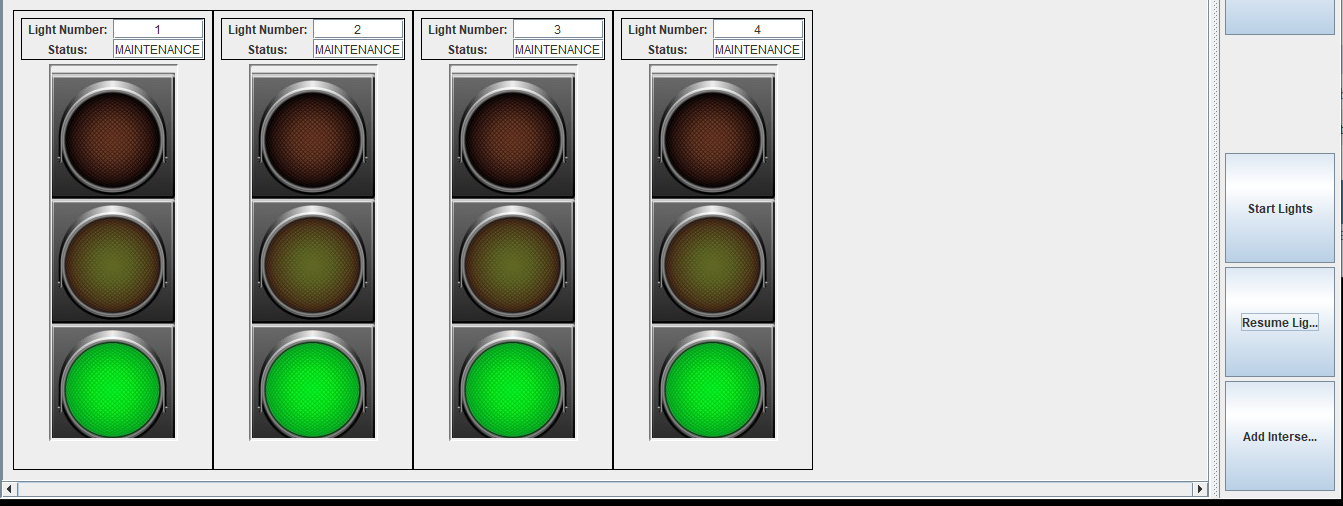 Light Number: 1
Status: MAINTENANCE
Light Number: 2
Status: MAINTENANCE
Light Number: 3
Status: MAINTENANCE
Light Number: 4
Status: MAINTENANCE
Start Lights
Resume Lig...
Add Interse...